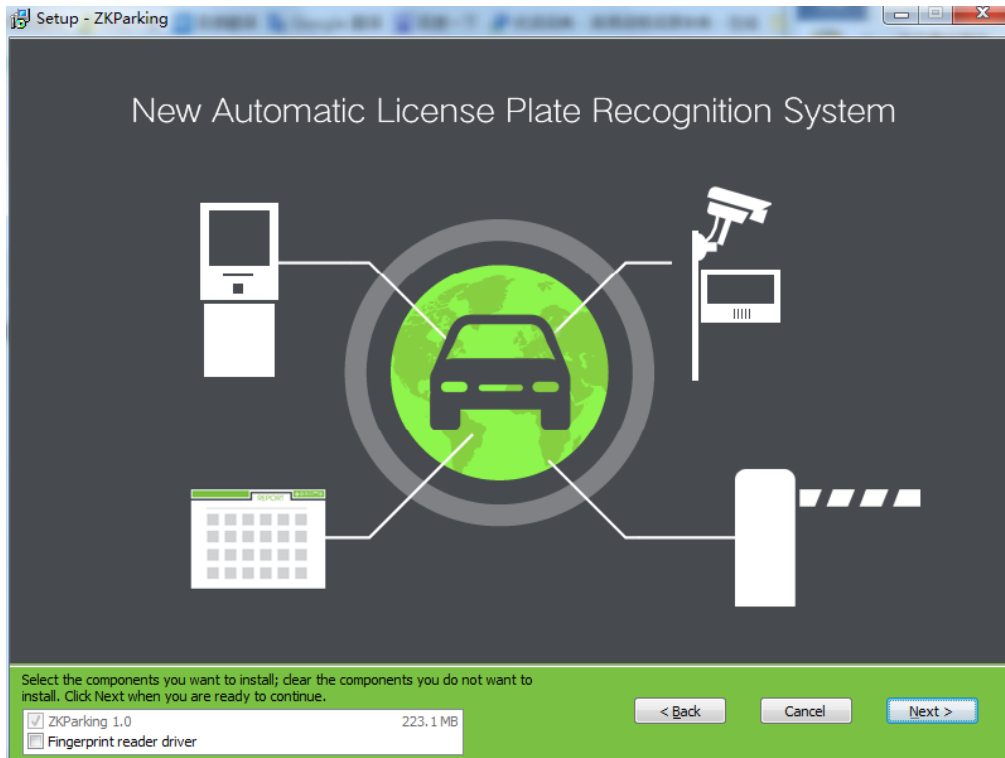 Setup - ZKParking
New Automatic License Plate Recognition System
REPORT
Select the components you want to install; clear the components you do not want to
install. Click Next when you are ready to continue.
ZKParking 1.0 223.1 MB
Fingerprint reader driver
< Back
Cancel
Next >